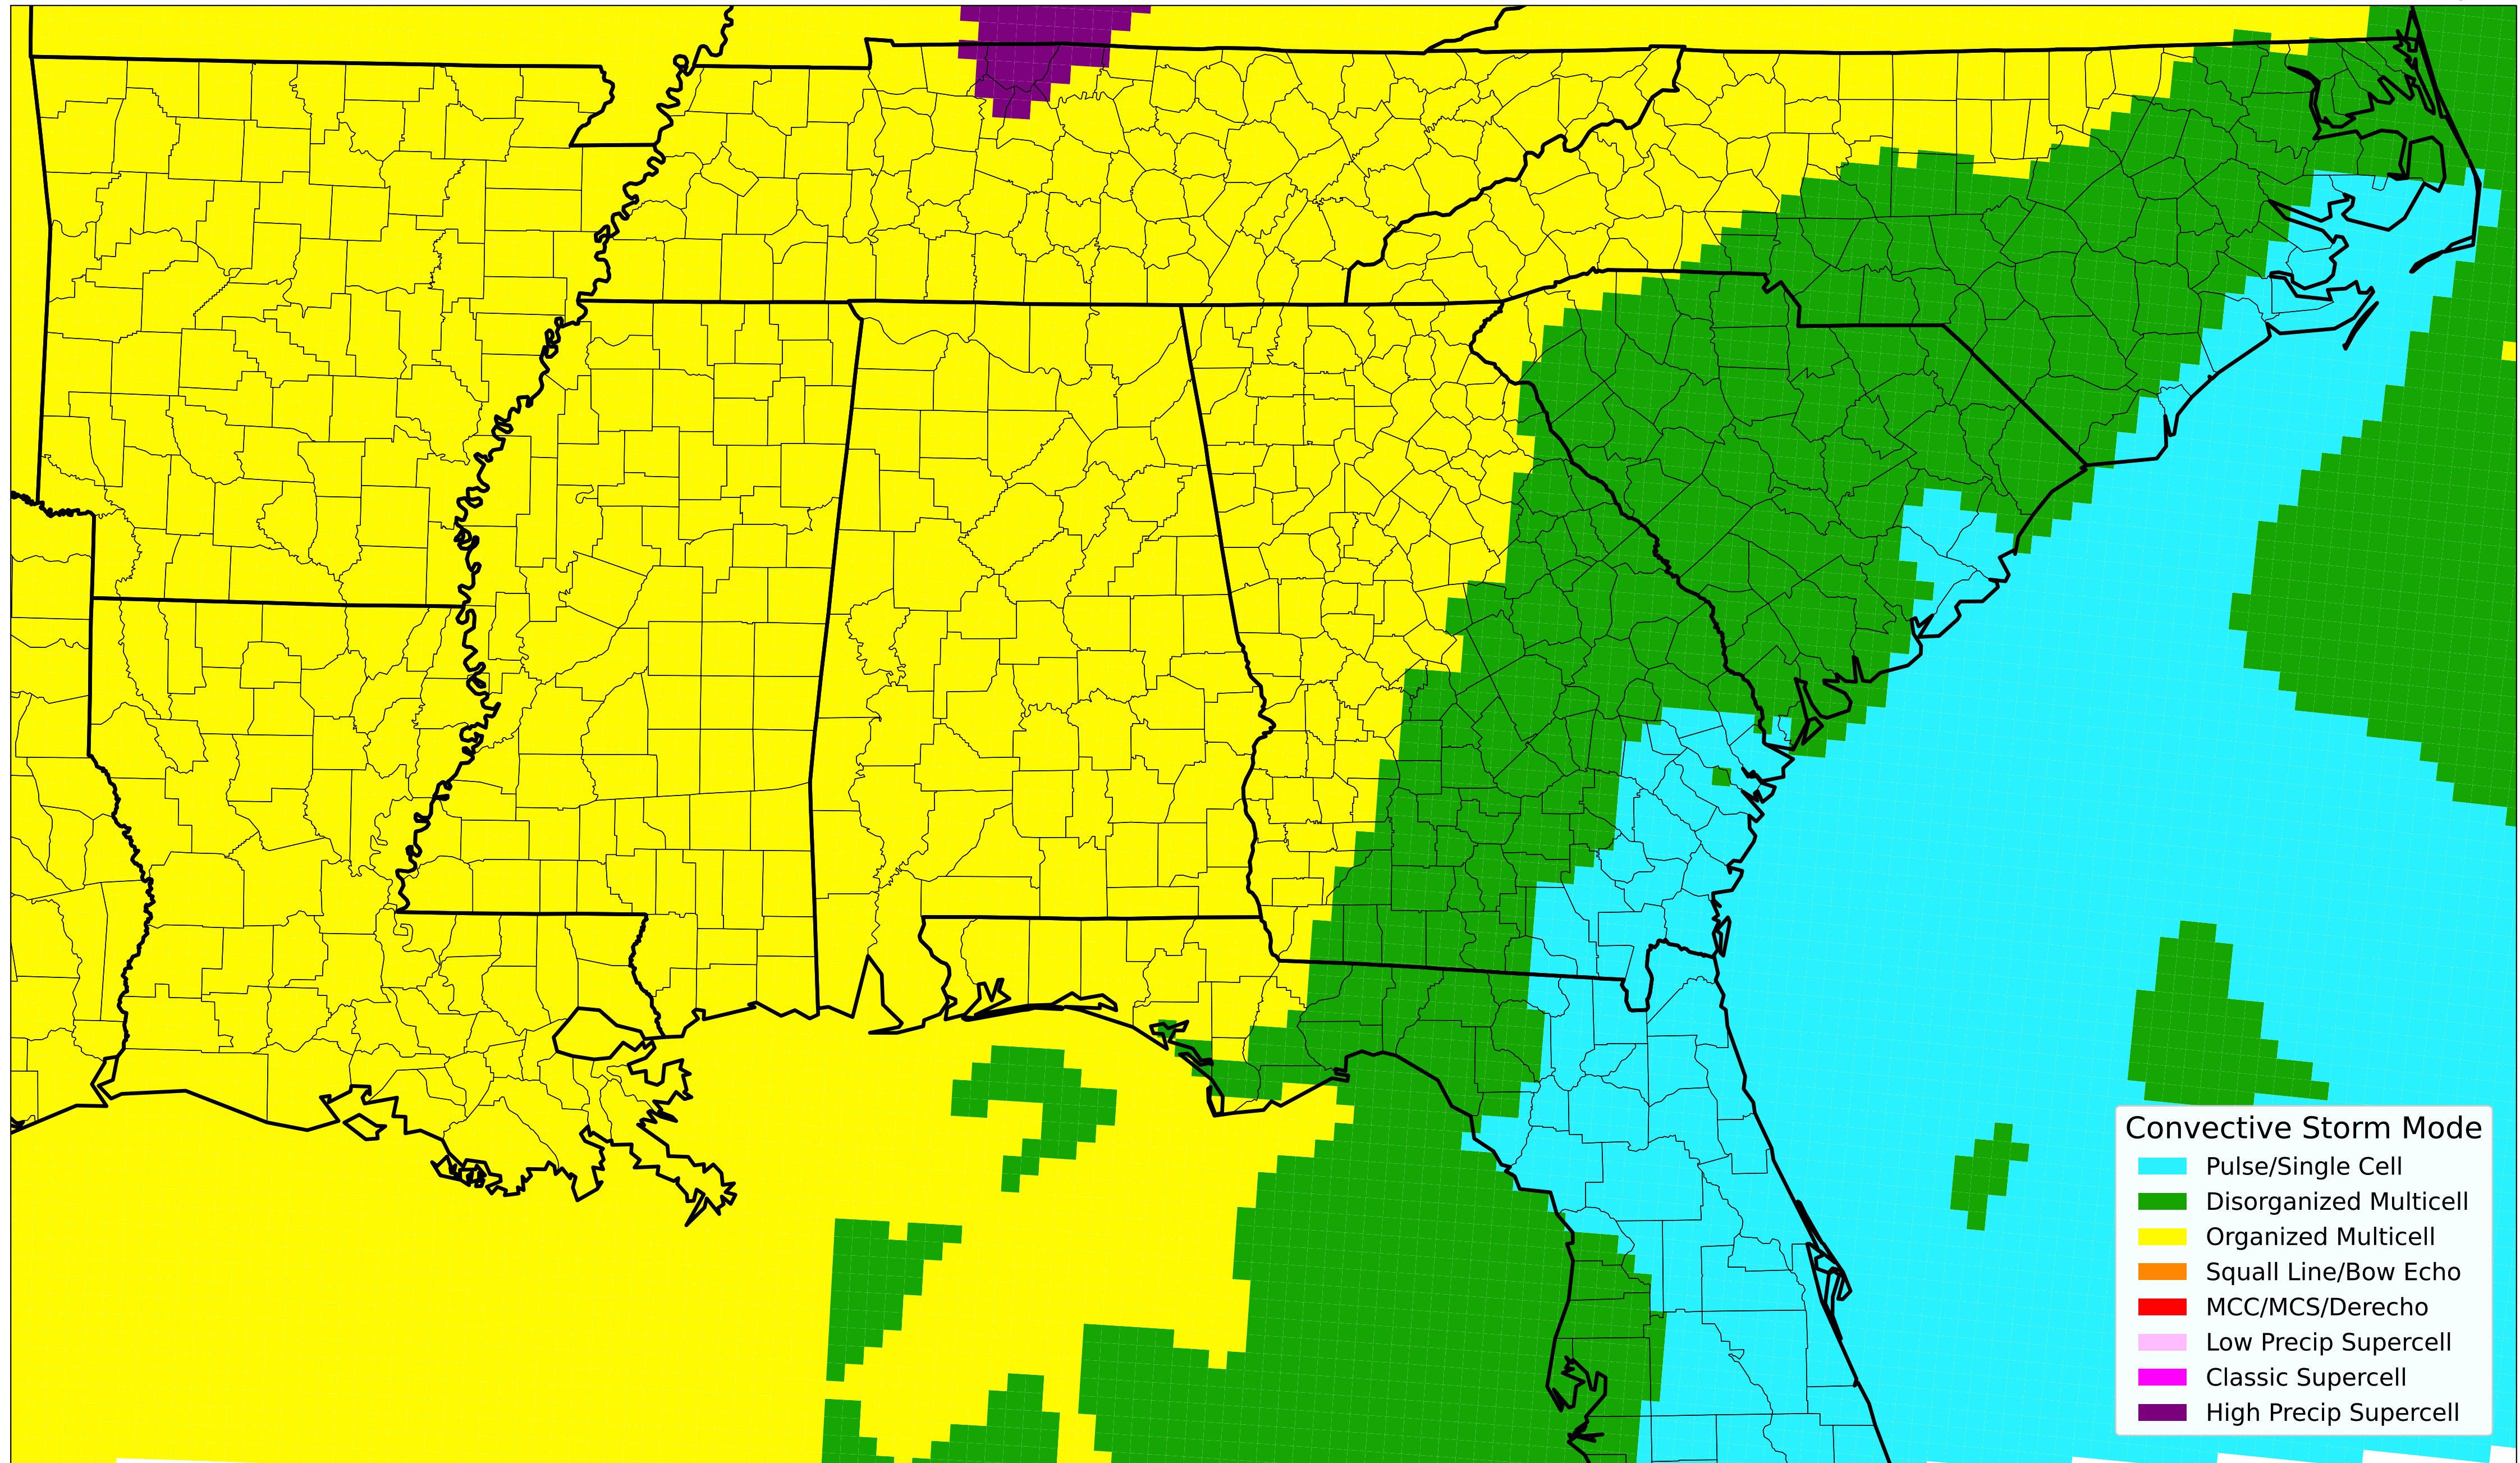 Convective Storm Mode
Pulse/Single Cell
Disorganized Multicell
Organized Multicell
Squall Line/Bow Echo
MCC/MCS/Derecho
Low Precip Supercell
Classic Supercell
High Precip Supercell